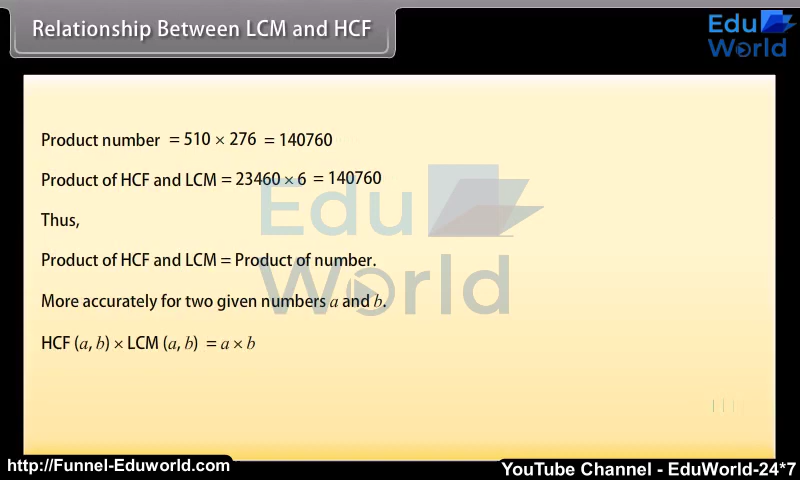 Relationship Between LCM and HCF
Edu
World
Product number = 510 × 276 = 140760
Product of HCF and LCM = 23460 × 6 = 140760
Thus,
Product of HCF and LCM = Product of number.
More accurately for two given numbers a and b.
HCF (a, b) × LCM (a, b) = a × b
Edu
World
http://Funnel-Eduworld.com
YouTube Channel - EduWorld-24*7